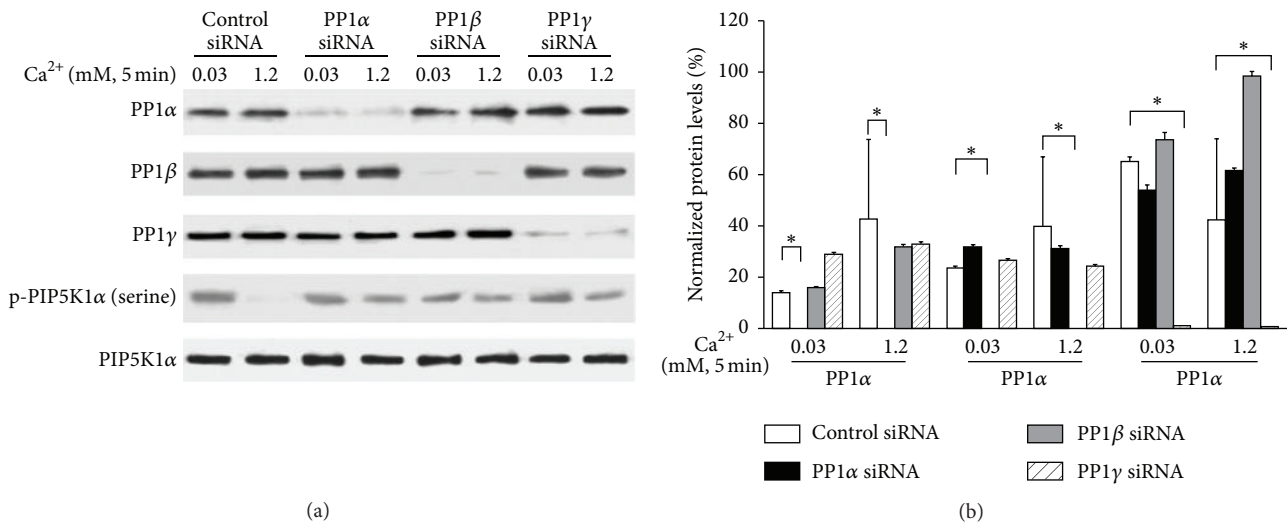 Control siRNA
PP1α siRNA
PP1β siRNA
PP1γ siRNA
Ca2+ (mM, 5 min)
0.03 1.2 0.03 1.2 0.03 1.2 0.03 1.2
PP1α
PP1β
PP1γ
p-PIP5K1α (serine)
PIP5K1α
(a)
Normalized protein levels (%)
120
100
80
60
40
20
0
* * * * * *
Ca2+ (mM, 5 min)
0.03 1.2 0.03 1.2 0.03 1.2
PP1α PP1α PP1α
Control siRNA
PP1α siRNA
PP1β siRNA
PP1γ siRNA
(b)